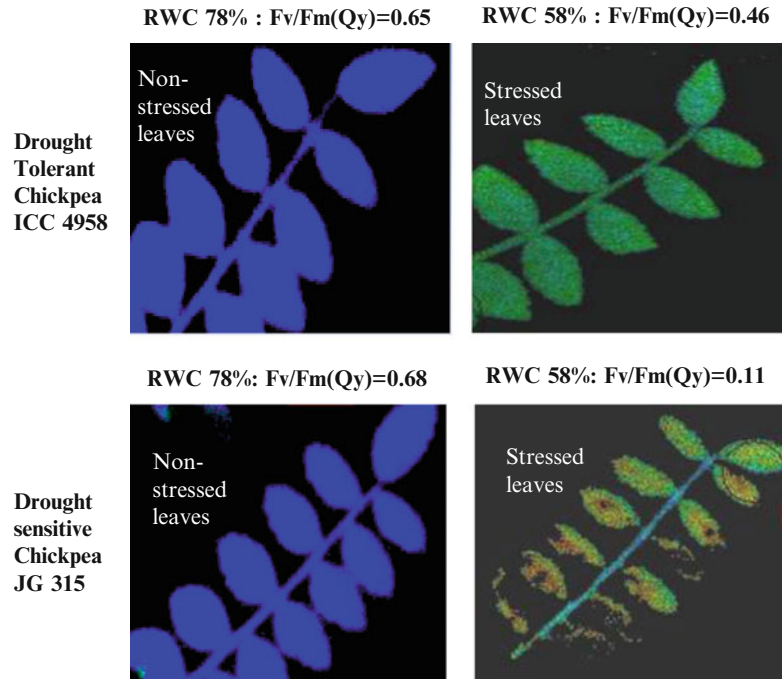 RWC 78% : Fv/Fm(Qy)=0.65
RWC 58% : Fv/Fm(Qy)=0.46
Drought
Tolerant
Chickpea
ICC 4958
Non-
stressed
leaves
Stressed
leaves
RWC 78%: Fv/Fm(Qy)=0.68
RWC 58%: Fv/Fm(Qy)=0.11
Drought
sensitive
Chickpea
JG 315
Non-
stressed
leaves
Stressed
leaves